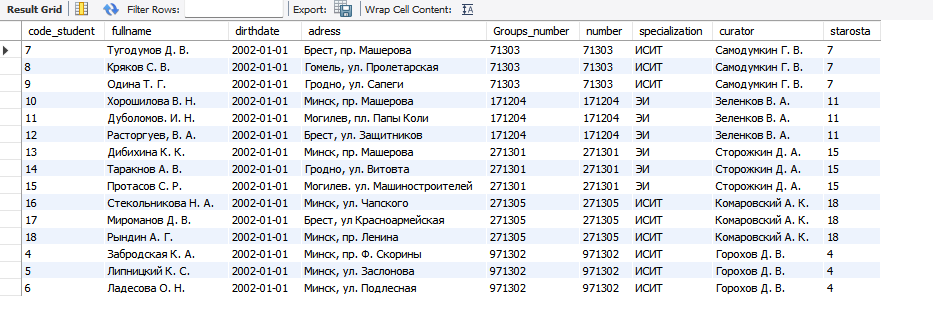 Result Grid Filter Rows: Export: Wrap Cell Content:
code_student fullname dirthdate adress Groups_number number specialization curator starosta
7 Тугодумов Д. В. 2002-01-01 Брест, пр. Машерова 71303 71303 ИСИТ Самодумкин Г. В. 7
8 Кряков С. В. 2002-01-01 Гомель, ул. Пролетарская 71303 71303 ИСИТ Самодумкин Г. В. 7
9 Одина Т. Г. 2002-01-01 Гродно, ул. Сапеги 71303 71303 ИСИТ Самодумкин Г. В. 7
10 Хорошилова В. Н. 2002-01-01 Минск, пр. Машерова 171204 171204 ЭИ Зеленков В. А. 11
11 Дуболомов. И. Н. 2002-01-01 Могилев, пл. Папы Коли 171204 171204 ЭИ Зеленков В. А. 11
12 Расторгуев, В. А. 2002-01-01 Брест, ул. Защитников 171204 171204 ЭИ Зеленков В. А. 11
13 Дибихина К. К. 2002-01-01 Минск, пр. Машерова 271301 271301 ЭИ Сторожкин Д. А. 15
14 Таракнов А. В. 2002-01-01 Гродно, ул. Витовта 271301 271301 ЭИ Сторожкин Д. А. 15
15 Протасов С. Р. 2002-01-01 Могилев. ул. Машиностроителей 271301 271301 ЭИ Сторожкин Д. А. 15
16 Стекольникова Н. А. 2002-01-01 Минск, ул. Чапского 271305 271305 ИСИТ Комаровский А. К. 18
17 Мироманов Д. В. 2002-01-01 Брест, ул Красноармейская 271305 271305 ИСИТ Комаровский А. К. 18
18 Рындин А. Г. 2002-01-01 Минск, пр. Ленина 271305 271305 ИСИТ Комаровский А. К. 18
4 Забродская К. А. 2002-01-01 Минск, пр. Ф. Скорины 971302 971302 ИСИТ Горохов Д. В. 4
5 Липницкий К. С. 2002-01-01 Минск, ул. Заслонова 971302 971302 ИСИТ Горохов Д. В. 4
6 Ладесова О. Н. 2002-01-01 Минск, ул. Подлесная 971302 971302 ИСИТ Горохов Д. В. 4